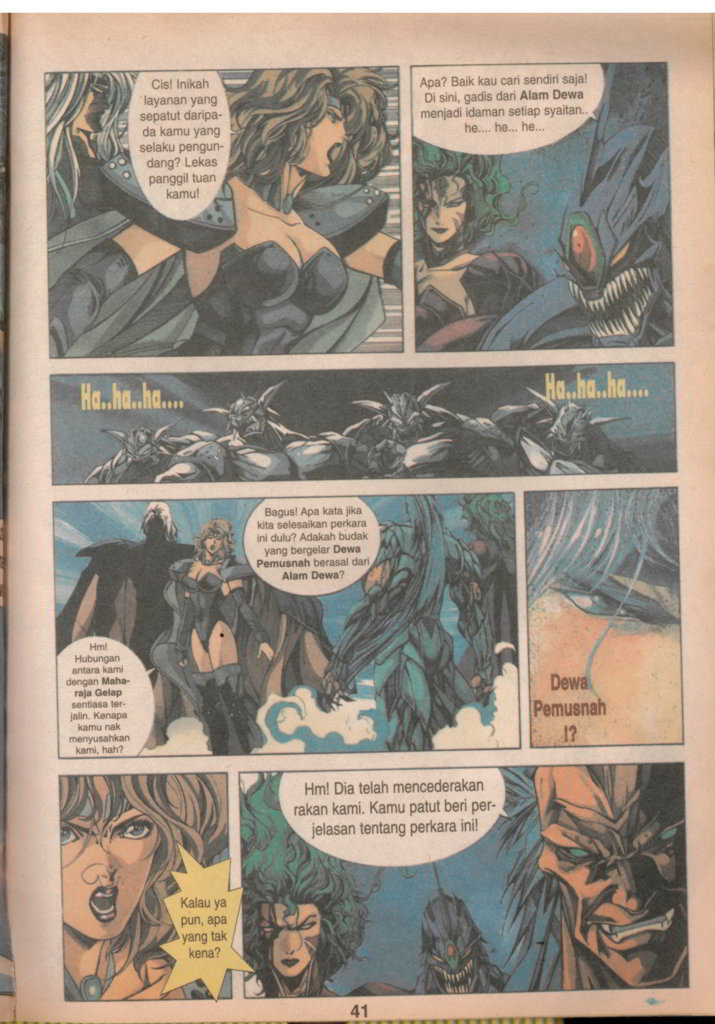 Cis! Inikah
layanan yang
sepatut daripa-
da kamu yang
selaku pengun-
dang? Lekas
panggil tuan
kamu!
Apa? Baik kau cari sendiri saja!
Di sini, gadis dari Alam Dewa
menjadi idaman setiap syaitan..
he.... he... he...
Ha..ha..ha....
Ha..ha..ha....
Bagus! Apa kata jika
kita selesaikan perkara
ini dulu? Adakah budak
yang bergelar Dewa
Pemusnah berasal dari
Alam Dewa?
Hm!
Hubungan
antara kami
dengan Maha-
raja Gelap
sentiasa ter-
jalin. Kenapa
kamu nak
menyusahkan
kami, hah?
Dewa
Pemusnah
!?
Kalau ya
pun, apa
yang tak
kena?
Hm! Dia telah mencederakan
rakan kami. Kamu patut beri per-
jelasan tentang perkara ini!
41